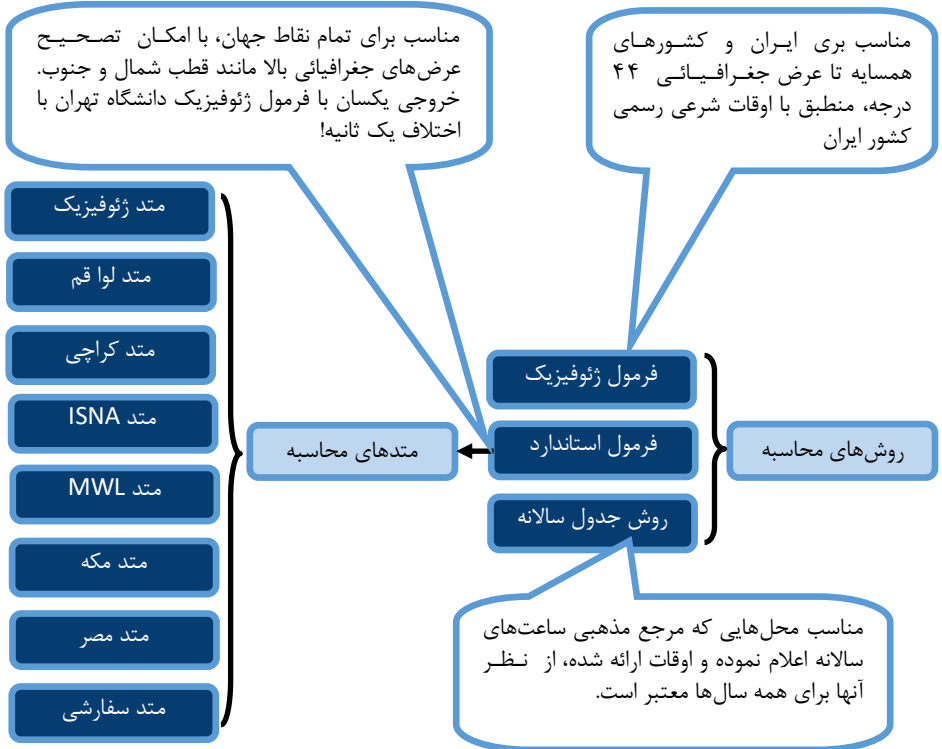 مناسب بری ایران و کشورهای
همسایه تا عرض جغرافیائی ۴۴
درجه، منطبق با اوقات شرعی رسمی
کشور ایران
مناسب برای تمام نقاط جهان، با امکان تصحیح
عرض‌های جغرافیائی بالا مانند قطب شمال و جنوب.
خروجی یکسان با فرمول ژئوفیزیک دانشگاه تهران با
اختلاف یک ثانیه!
روش‌های محاسبه
فرمول ژئوفیزیک
فرمول استاندارد
روش جدول سالانه
متدهای محاسبه
متد ژئوفیزیک
متد لوا قم
متد کراچی
متد ISNA
متد MWL
متد مکه
متد مصر
متد سفارشی
مناسب محل‌هایی که مرجع مذهبی ساعت‌های
سالانه اعلام نموده و اوقات ارائه شده، از نظر
آنها برای همه سال‌ها معتبر است.